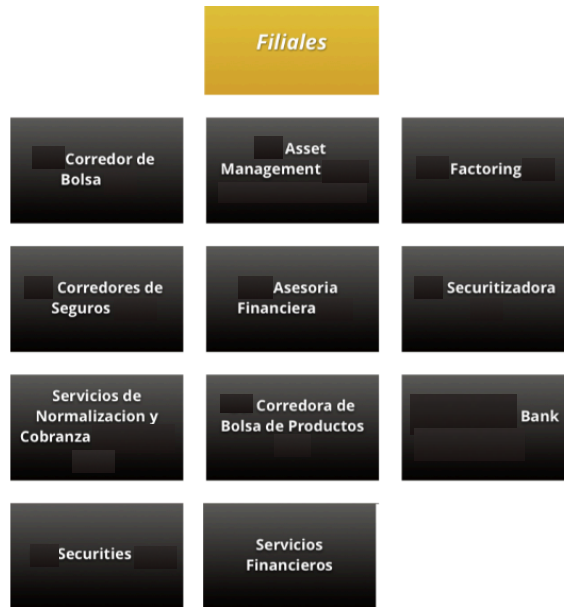 Filiales
Corredor de
Bolsa
Asset
Management
Factoring
Corredores de
Seguros
Asesoria
Financiera
Securitizadora
Servicios de
Normalizacion y
Cobranza
Corredora de
Bolsa de Productos
Bank
Securities
Servicios
Financieros